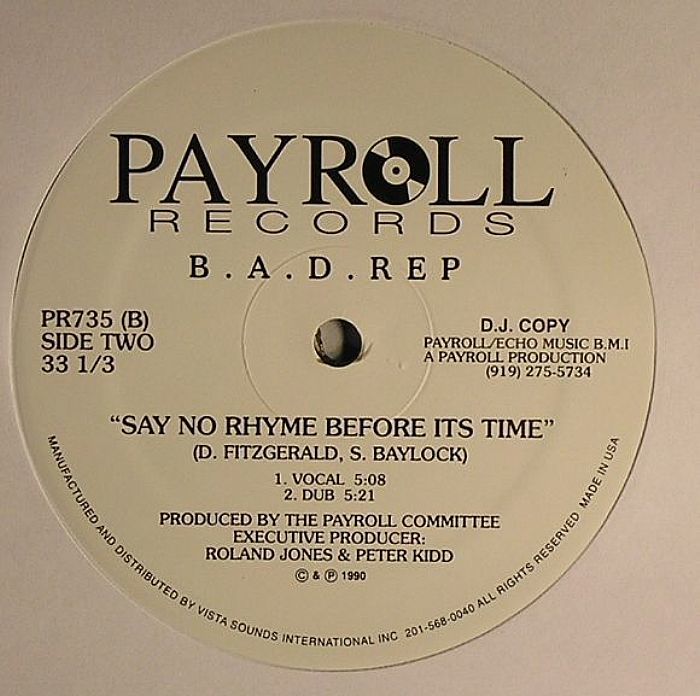 PAYROLL
RECORDS
B.A.D.REP
PR735 (B)
SIDE TWO
33 1/3
D.J. COPY
PAYROLL/ECHO MUSIC B.M.I
A PAYROLL PRODUCTION
(919) 275-5734
"SAY NO RHYME BEFORE ITS TIME"
(D. FITZGERALD, S. BAYLOCK)
1. VOCAL 5:08
2. DUB 5:21
PRODUCED BY THE PAYROLL COMMITTEE
EXECUTIVE PRODUCER:
ROLAND JONES & PETER KIDD
© & ℗ 1990
MANUFACTURED AND DISTRIBUTED BY VISTA SOUNDS INTERNATIONAL INC 201-568-0040 ALL RIGHTS RESERVED MADE IN USA